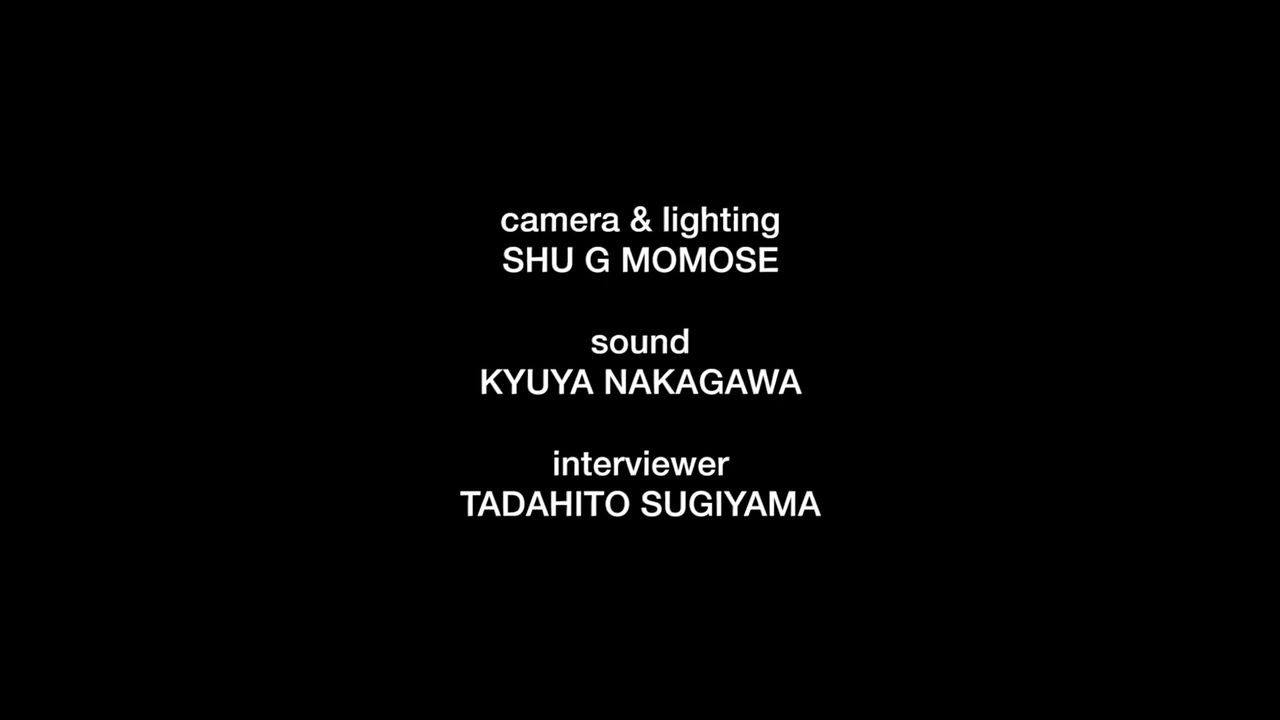 camera & lighting
SHU G MOMOSE
sound
KYUYA NAKAGAWA
interviewer
TADAHITO SUGIYAMA